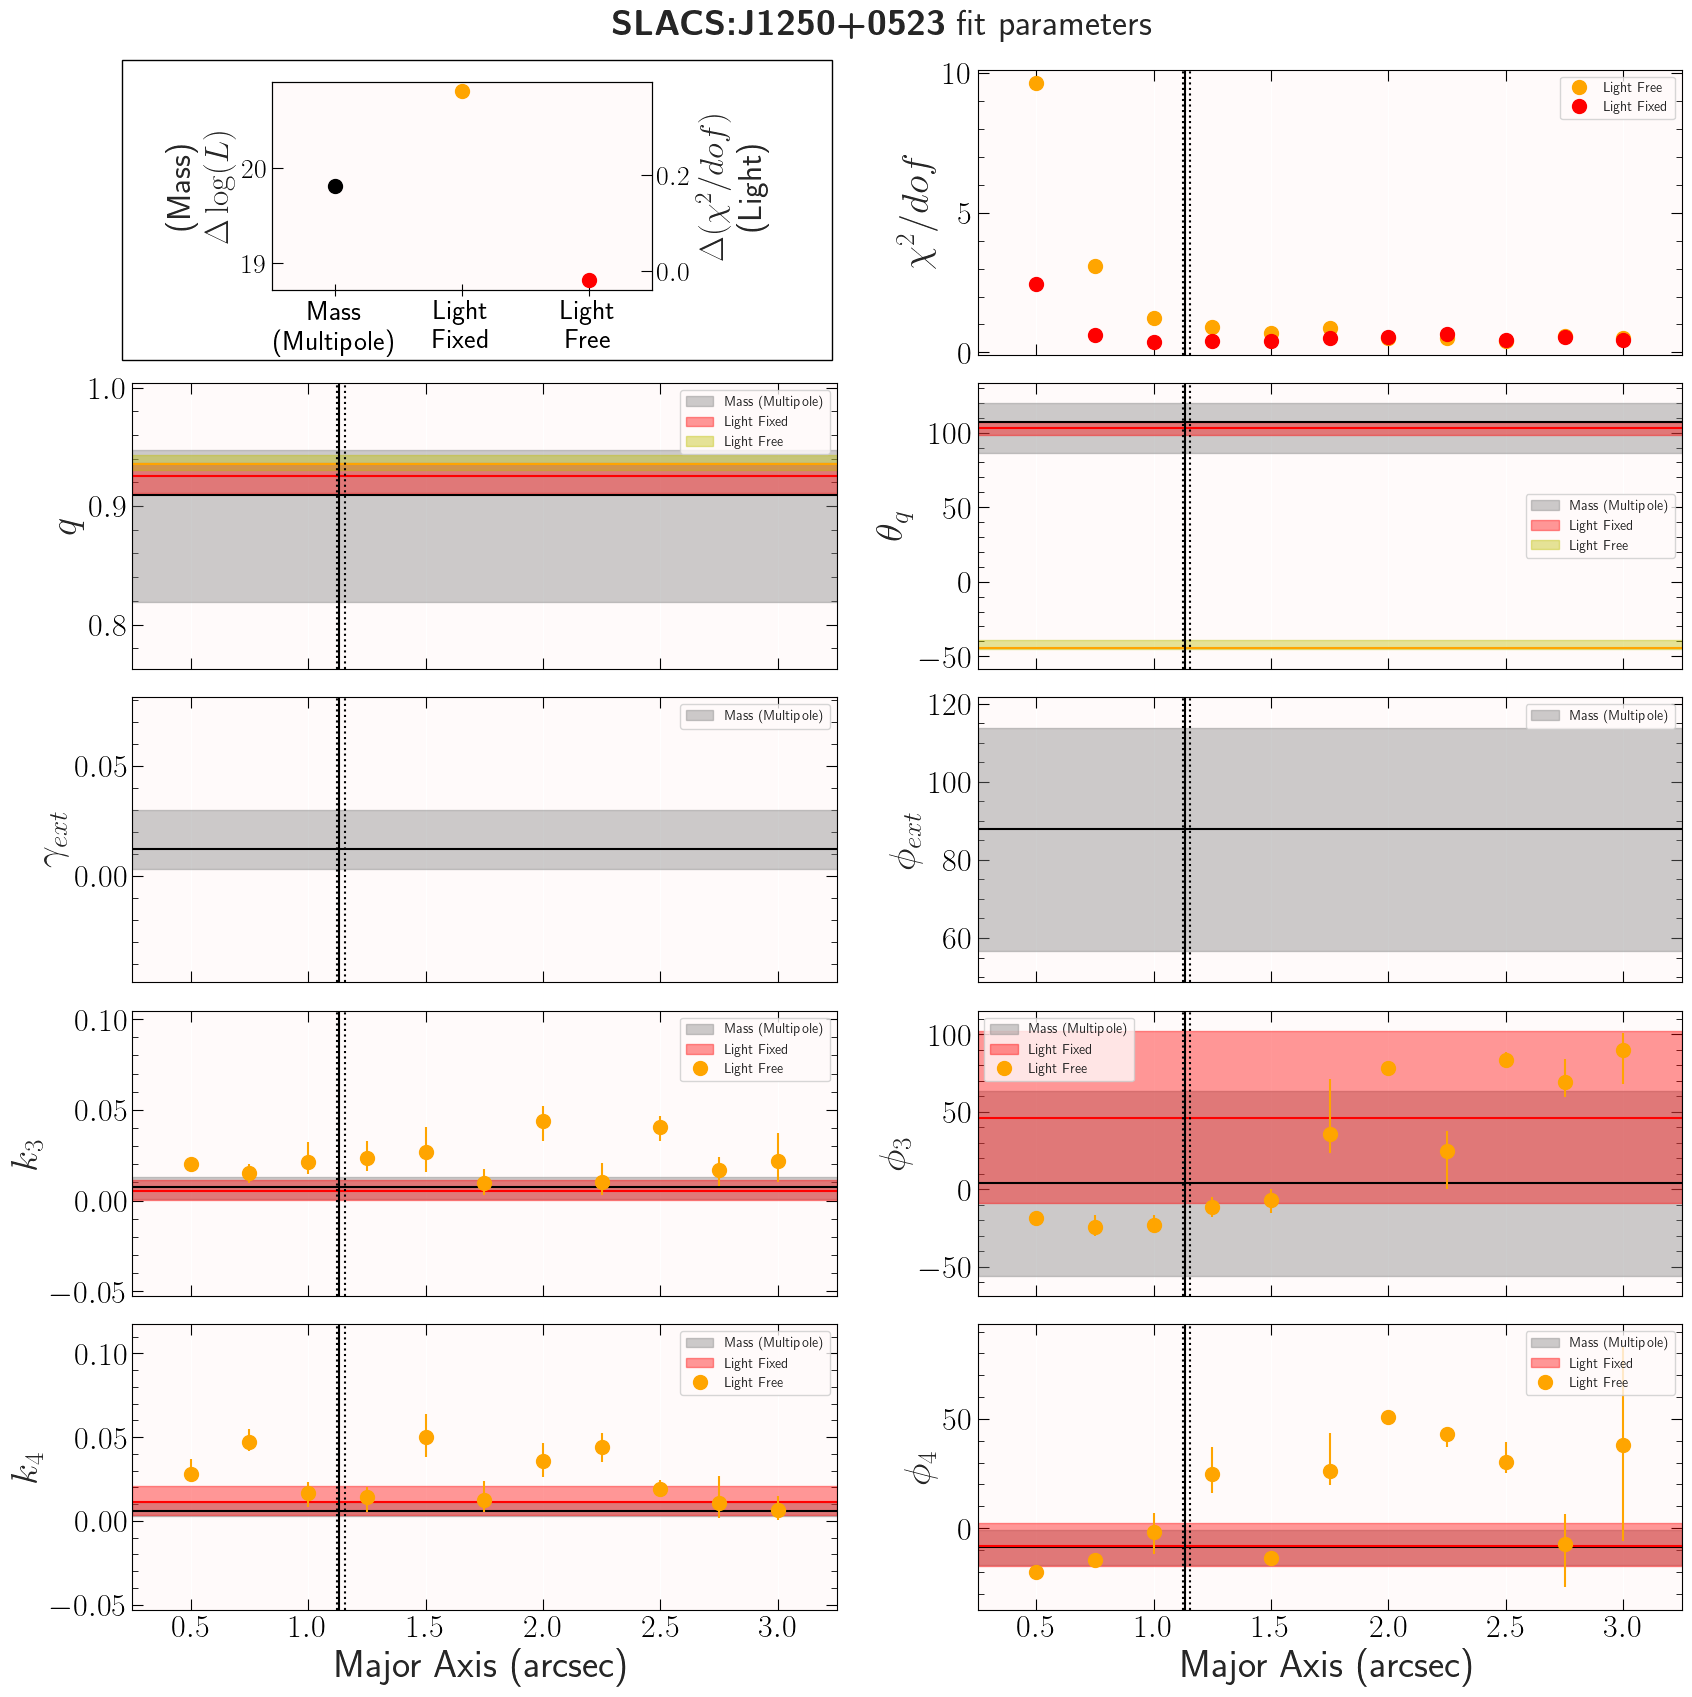 SLACS:J1250+0523 fit parameters
(Mass)
Δ log(L)
20
19
0.2
0.0
Δ(χ²/dof)
(Light)
Mass
(Multipole)
Light
Fixed
Light
Free
χ²/dof
10
5
0
Light Free
Light Fixed
q
1.0
0.9
0.8
Mass (Multipole)
Light Fixed
Light Free
θ_q
100
50
0
−50
Mass (Multipole)
Light Fixed
Light Free
γ_ext
0.05
0.00
Mass (Multipole)
ϕ_ext
120
100
80
60
Mass (Multipole)
k₃
0.10
0.05
0.00
−0.05
Mass (Multipole)
Light Fixed
Light Free
ϕ₃
100
50
0
−50
Mass (Multipole)
Light Fixed
Light Free
k₄
0.10
0.05
0.00
−0.05
Mass (Multipole)
Light Fixed
Light Free
ϕ₄
50
0
Mass (Multipole)
Light Fixed
Light Free
0.5 1.0 1.5 2.0 2.5 3.0
Major Axis (arcsec)
0.5 1.0 1.5 2.0 2.5 3.0
Major Axis (arcsec)